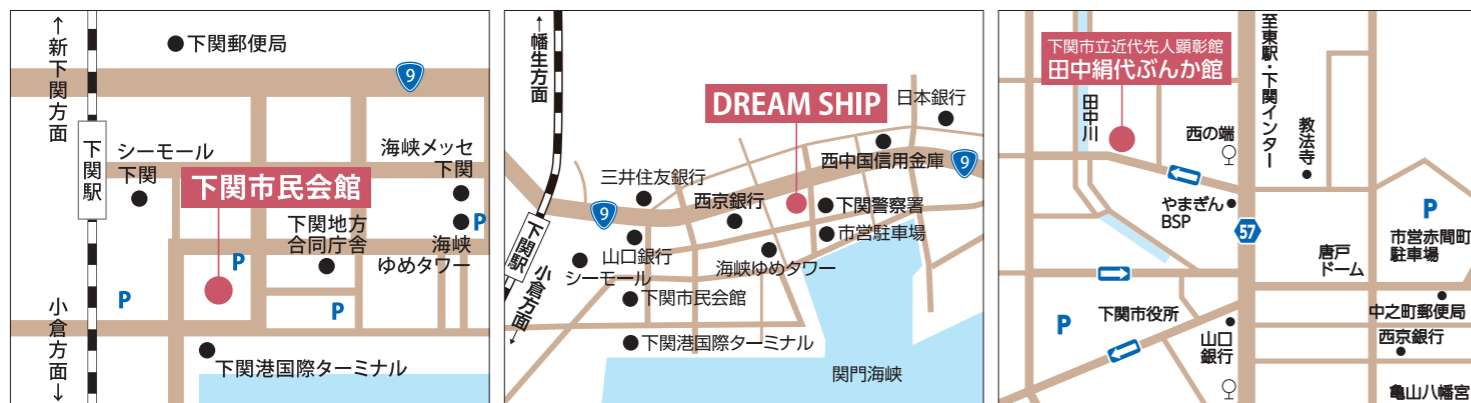 ↑新下関方面
下関郵便局
9
下関駅
シーモール
下関
海峡メッセ
下関
下関市民会館
下関地方
合同庁舎
P
海峡
ゆめタワー
P
P
P
小倉方面↓
下関港国際ターミナル
↑幡生方面
DREAM SHIP
日本銀行
西中国信用金庫
9
三井住友銀行
西京銀行
下関警察署
9
下関駅
山口銀行
市営駐車場
シーモール
海峡ゆめタワー
小倉方面↓
下関市民会館
下関港国際ターミナル
関門海峡
至東駅・下関インター
下関市立近代先人顕彰館
田中絹代ぶんか館
田中川
西の端
教法寺
やまぎん
BSP
57
P
唐戸
ドーム
市営赤間町
駐車場
下関市役所
P
中之町郵便局
山口
銀行
西京銀行
亀山八幡宮